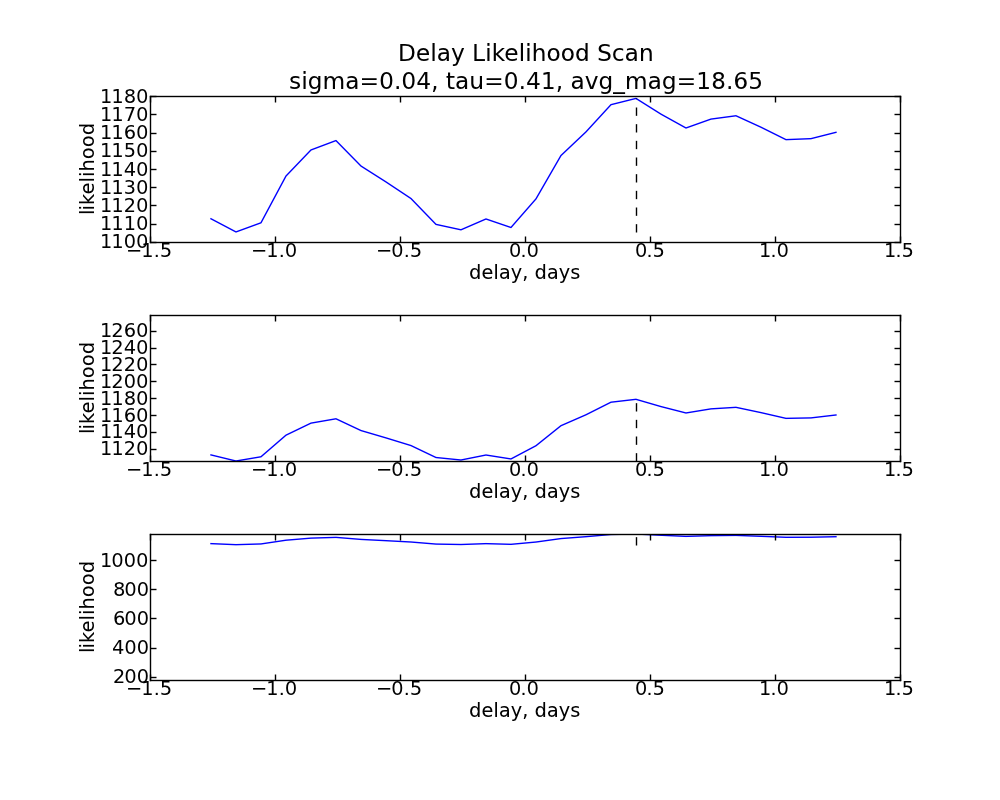 Delay Likelihood Scan
sigma=0.04, tau=0.41, avg_mag=18.65
1180
1170
1160
1150
1140
1130
1120
1110
1100
likelihood
−1.5 −1.0 −0.5 0.0 0.5 1.0 1.5
delay, days
1260
1240
1220
1200
1180
1160
1140
1120
likelihood
−1.5 −1.0 −0.5 0.0 0.5 1.0 1.5
delay, days
1000
800
600
400
200
likelihood
−1.5 −1.0 −0.5 0.0 0.5 1.0 1.5
delay, days